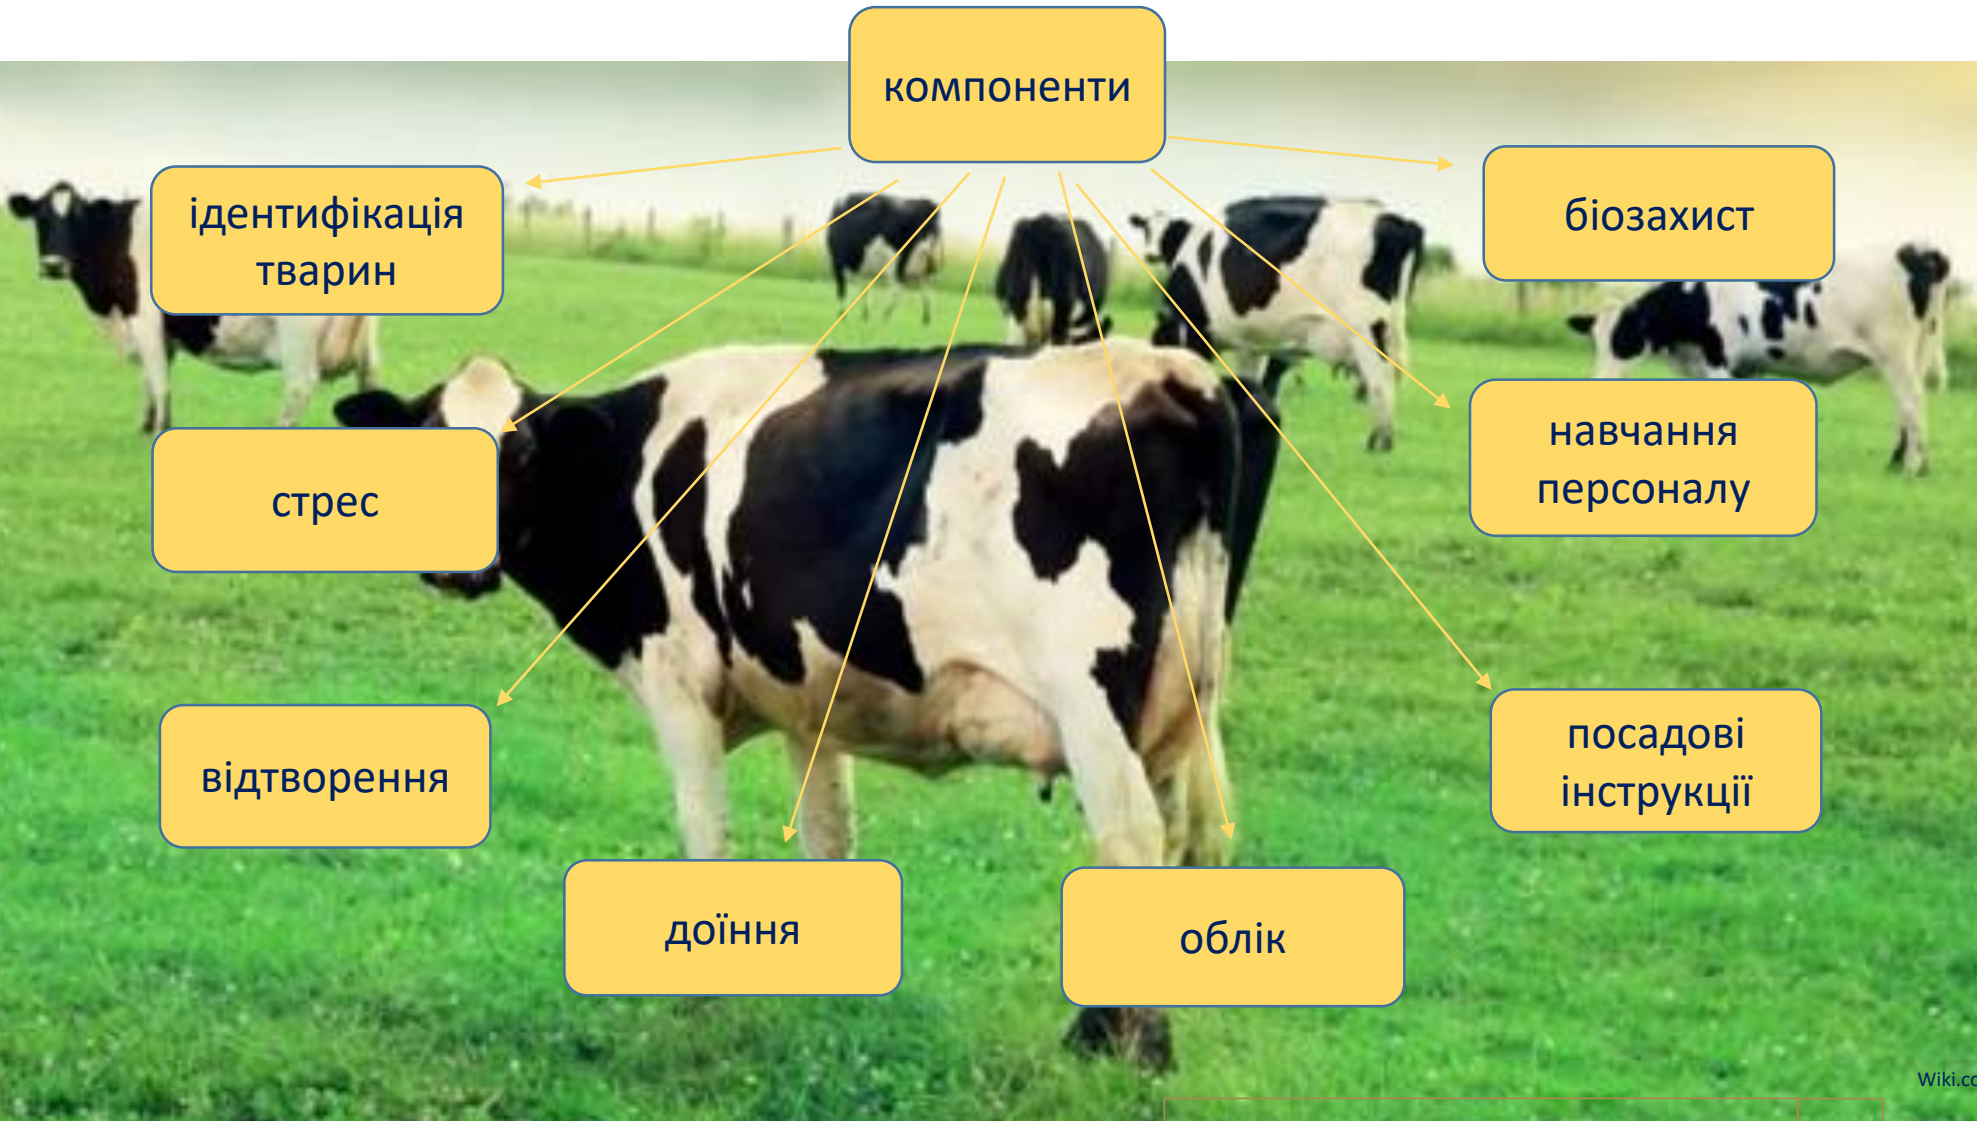 компоненти
ідентифікація
тварин
біозахист
стрес
навчання
персоналу
відтворення
посадові
інструкції
доїння
облік